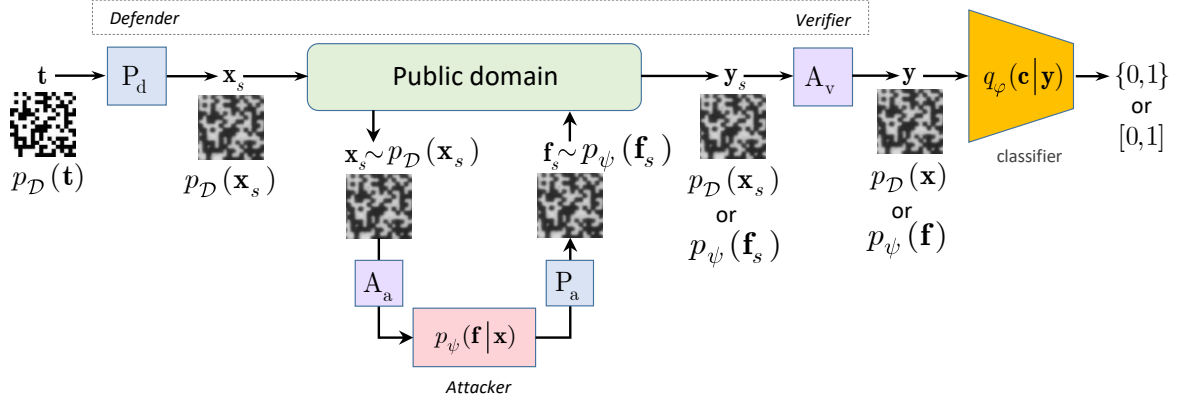 Defender
Verifier
t
P_d
x_s
Public domain
y_s
A_v
y
q_φ(c|y)
{0,1}
or
[0,1]
classifier
p_𝒟(t)
p_𝒟(x_s)
x_s ~ p_𝒟(x_s)
f_s ~ p_ψ(f_s)
p_𝒟(x_s)
or
p_ψ(f_s)
p_𝒟(x)
or
p_ψ(f)
A_a
P_a
p_ψ(f|x)
Attacker